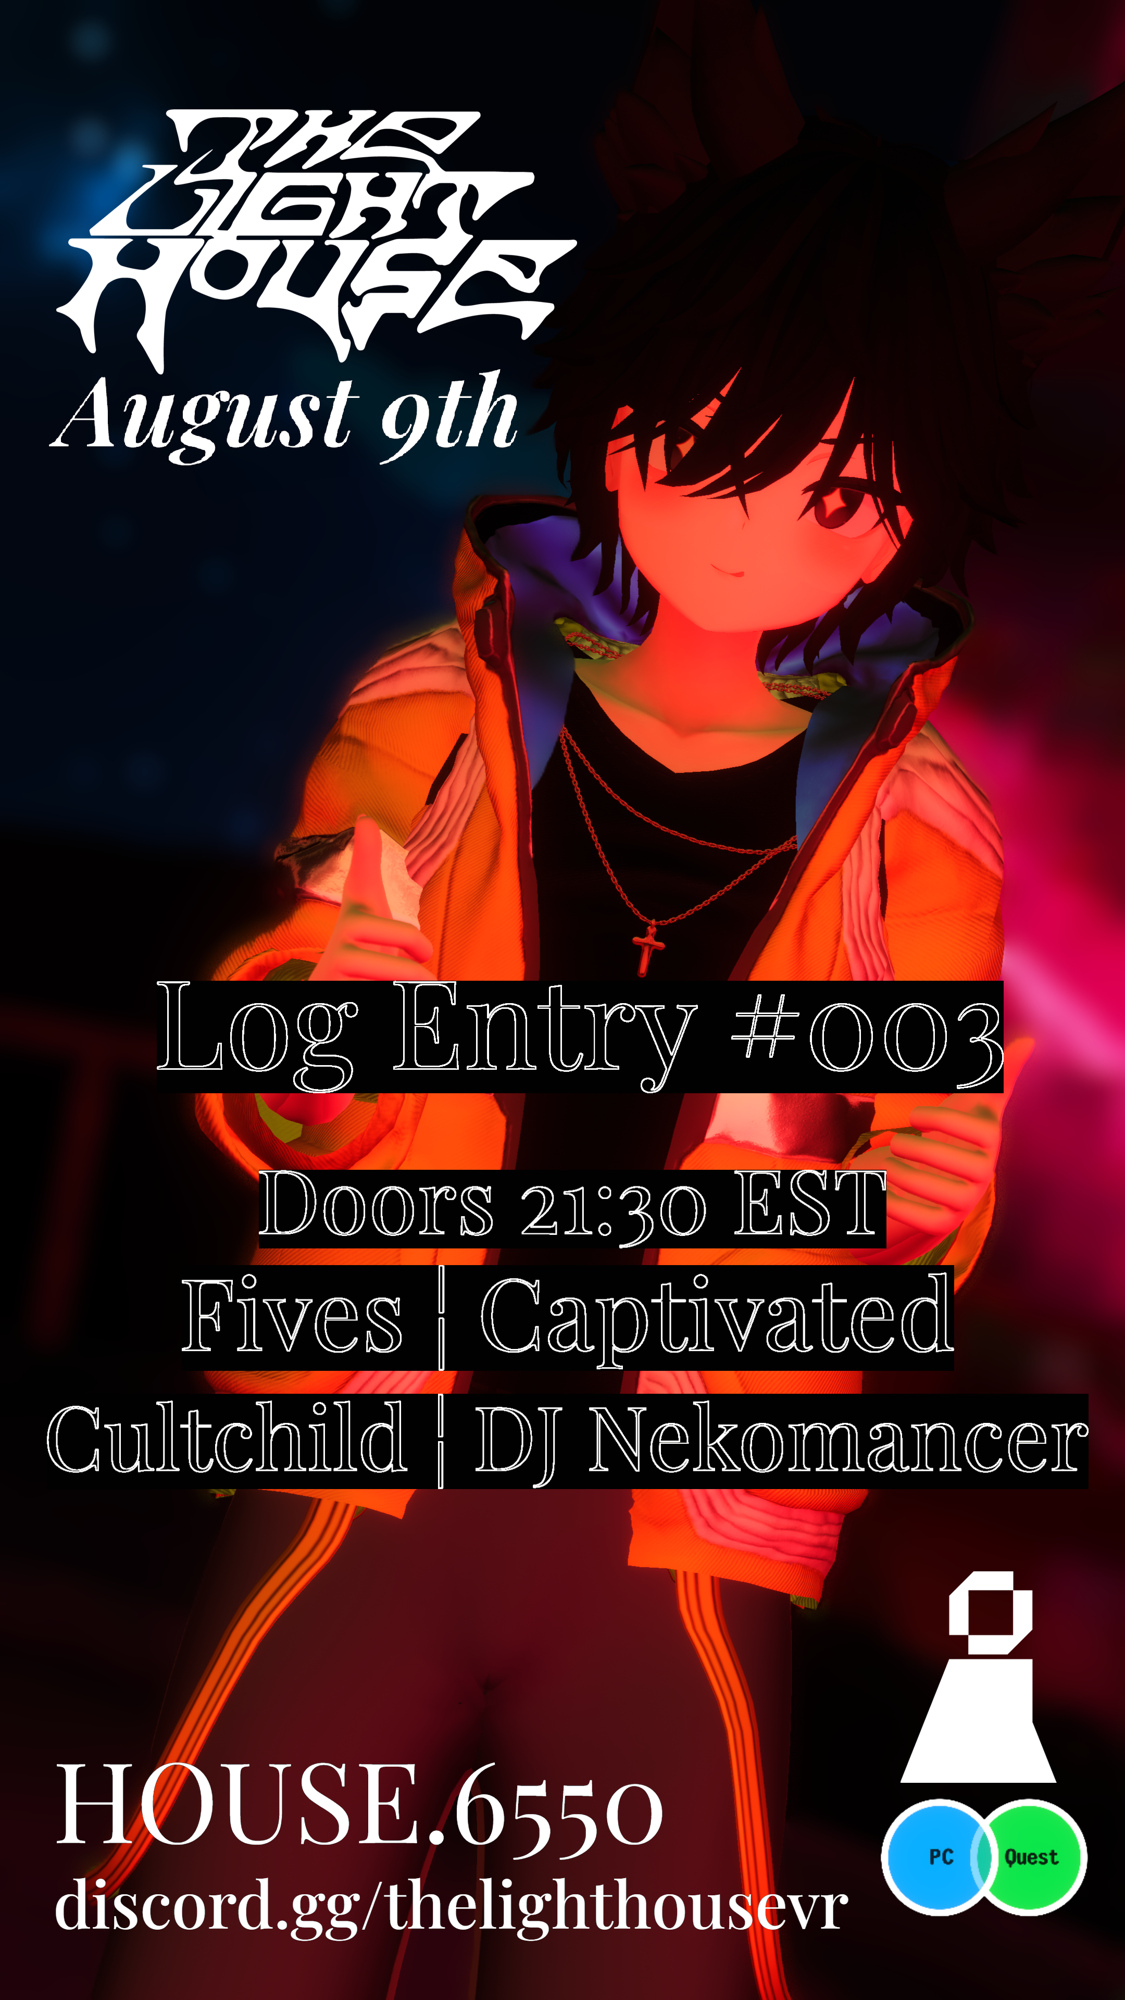 THE
LIGHT
HOUSE
August 9th
Log Entry #003
Doors 21:30 EST
Fives | Captivated
Cultchild | DJ Nekomancer
HOUSE.6550
discord.gg/thelighthousevr
PC Quest